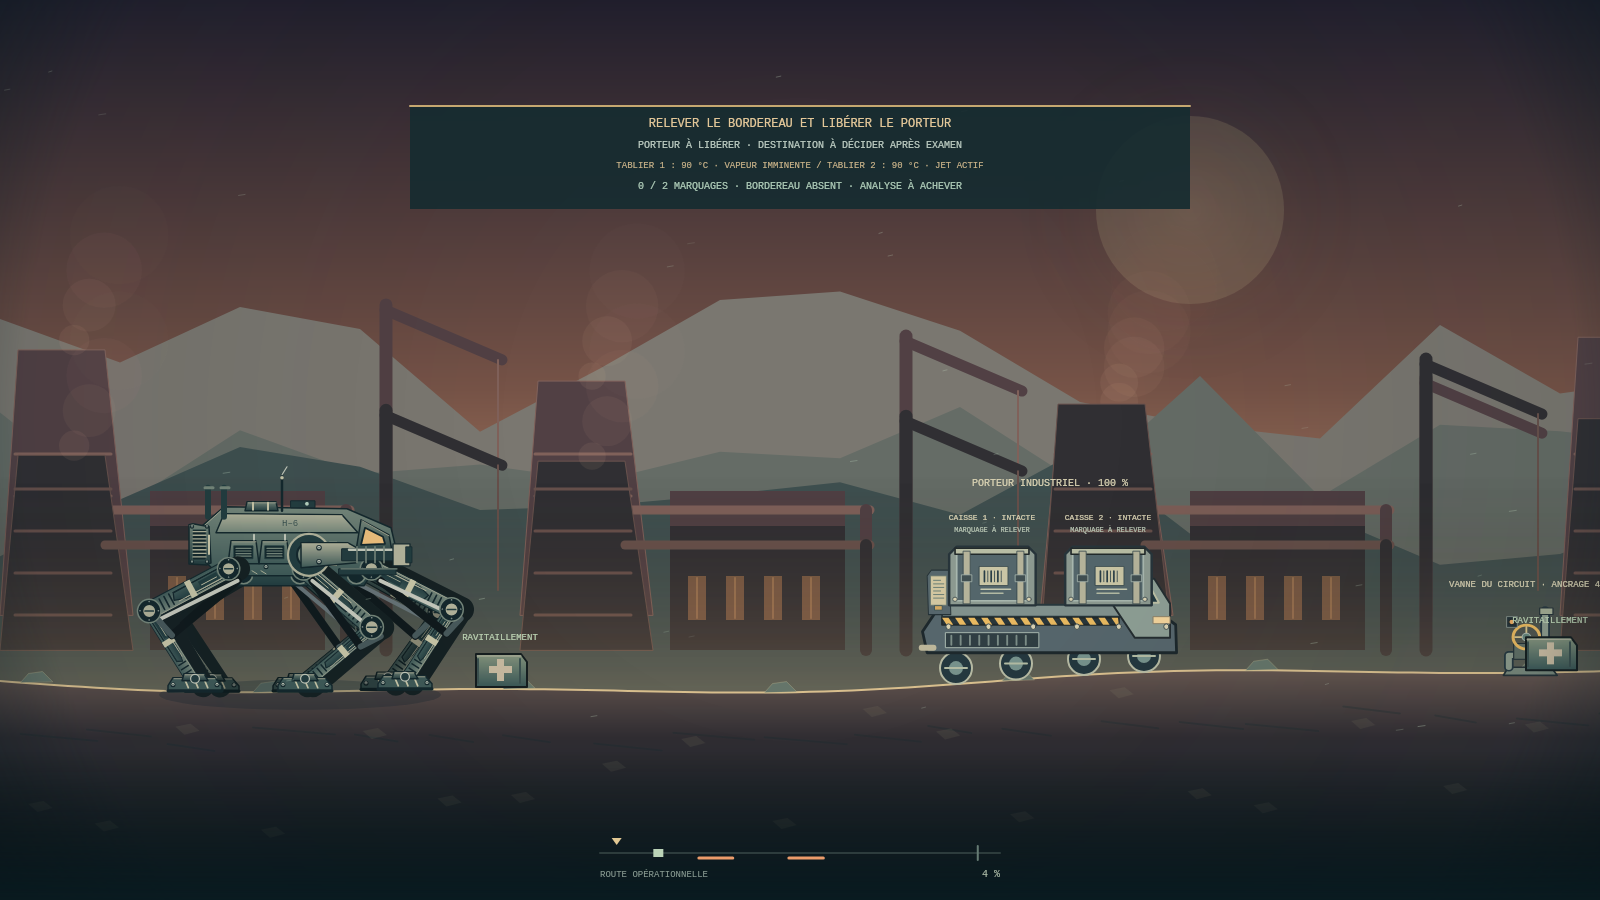 RELEVER LE BORDEREAU ET LIBÉRER LE PORTEUR
PORTEUR À LIBÉRER · DESTINATION À DÉCIDER APRÈS EXAMEN
TABLIER 1 : 90 °C · VAPEUR IMMINENTE / TABLIER 2 : 90 °C · JET ACTIF
0 / 2 MARQUAGES · BORDEREAU ABSENT · ANALYSE À ACHEVER
PORTEUR INDUSTRIEL · 100 %
CAISSE 1 · INTACTE
MARQUAGE À RELEVER
CAISSE 2 · INTACTE
MARQUAGE À RELEVER
H-6
VANNE DU CIRCUIT · ANCRAGE 4
RAVITAILLEMENT
RAVITAILLEMENT
ROUTE OPÉRATIONNELLE
4 %